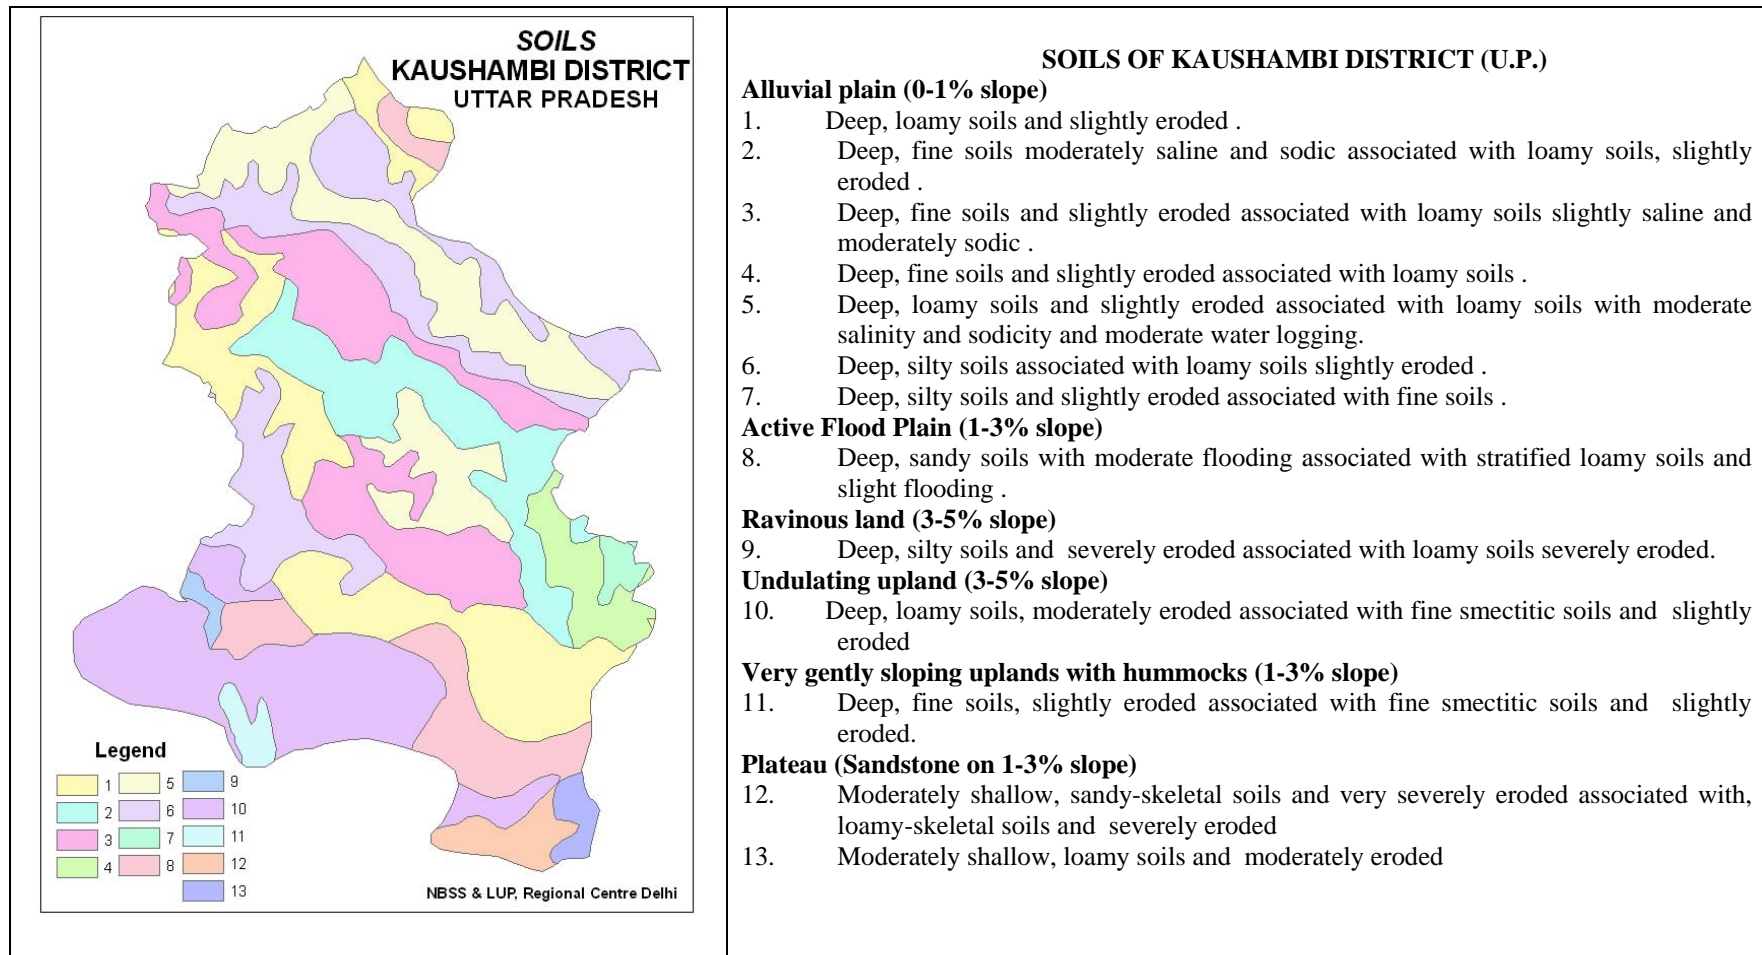 SOILS
KAUSHAMBI DISTRICT
UTTAR PRADESH
Legend
1
2
3
4
5
6
7
8
9
10
11
12
13
NBSS & LUP, Regional Centre Delhi
SOILS OF KAUSHAMBI DISTRICT (U.P.)
Alluvial plain (0-1% slope)
1. Deep, loamy soils and slightly eroded .
2. Deep, fine soils moderately saline and sodic associated with loamy soils, slightly
eroded .
3. Deep, fine soils and slightly eroded associated with loamy soils slightly saline and
moderately sodic .
4. Deep, fine soils and slightly eroded associated with loamy soils .
5. Deep, loamy soils and slightly eroded associated with loamy soils with moderate
salinity and sodicity and moderate water logging.
6. Deep, silty soils associated with loamy soils slightly eroded .
7. Deep, silty soils and slightly eroded associated with fine soils .
Active Flood Plain (1-3% slope)
8. Deep, sandy soils with moderate flooding associated with stratified loamy soils and
slight flooding .
Ravinous land (3-5% slope)
9. Deep, silty soils and severely eroded associated with loamy soils severely eroded.
Undulating upland (3-5% slope)
10. Deep, loamy soils, moderately eroded associated with fine smectitic soils and slightly
eroded
Very gently sloping uplands with hummocks (1-3% slope)
11. Deep, fine soils, slightly eroded associated with fine smectitic soils and slightly
eroded.
Plateau (Sandstone on 1-3% slope)
12. Moderately shallow, sandy-skeletal soils and very severely eroded associated with,
loamy-skeletal soils and severely eroded
13. Moderately shallow, loamy soils and moderately eroded